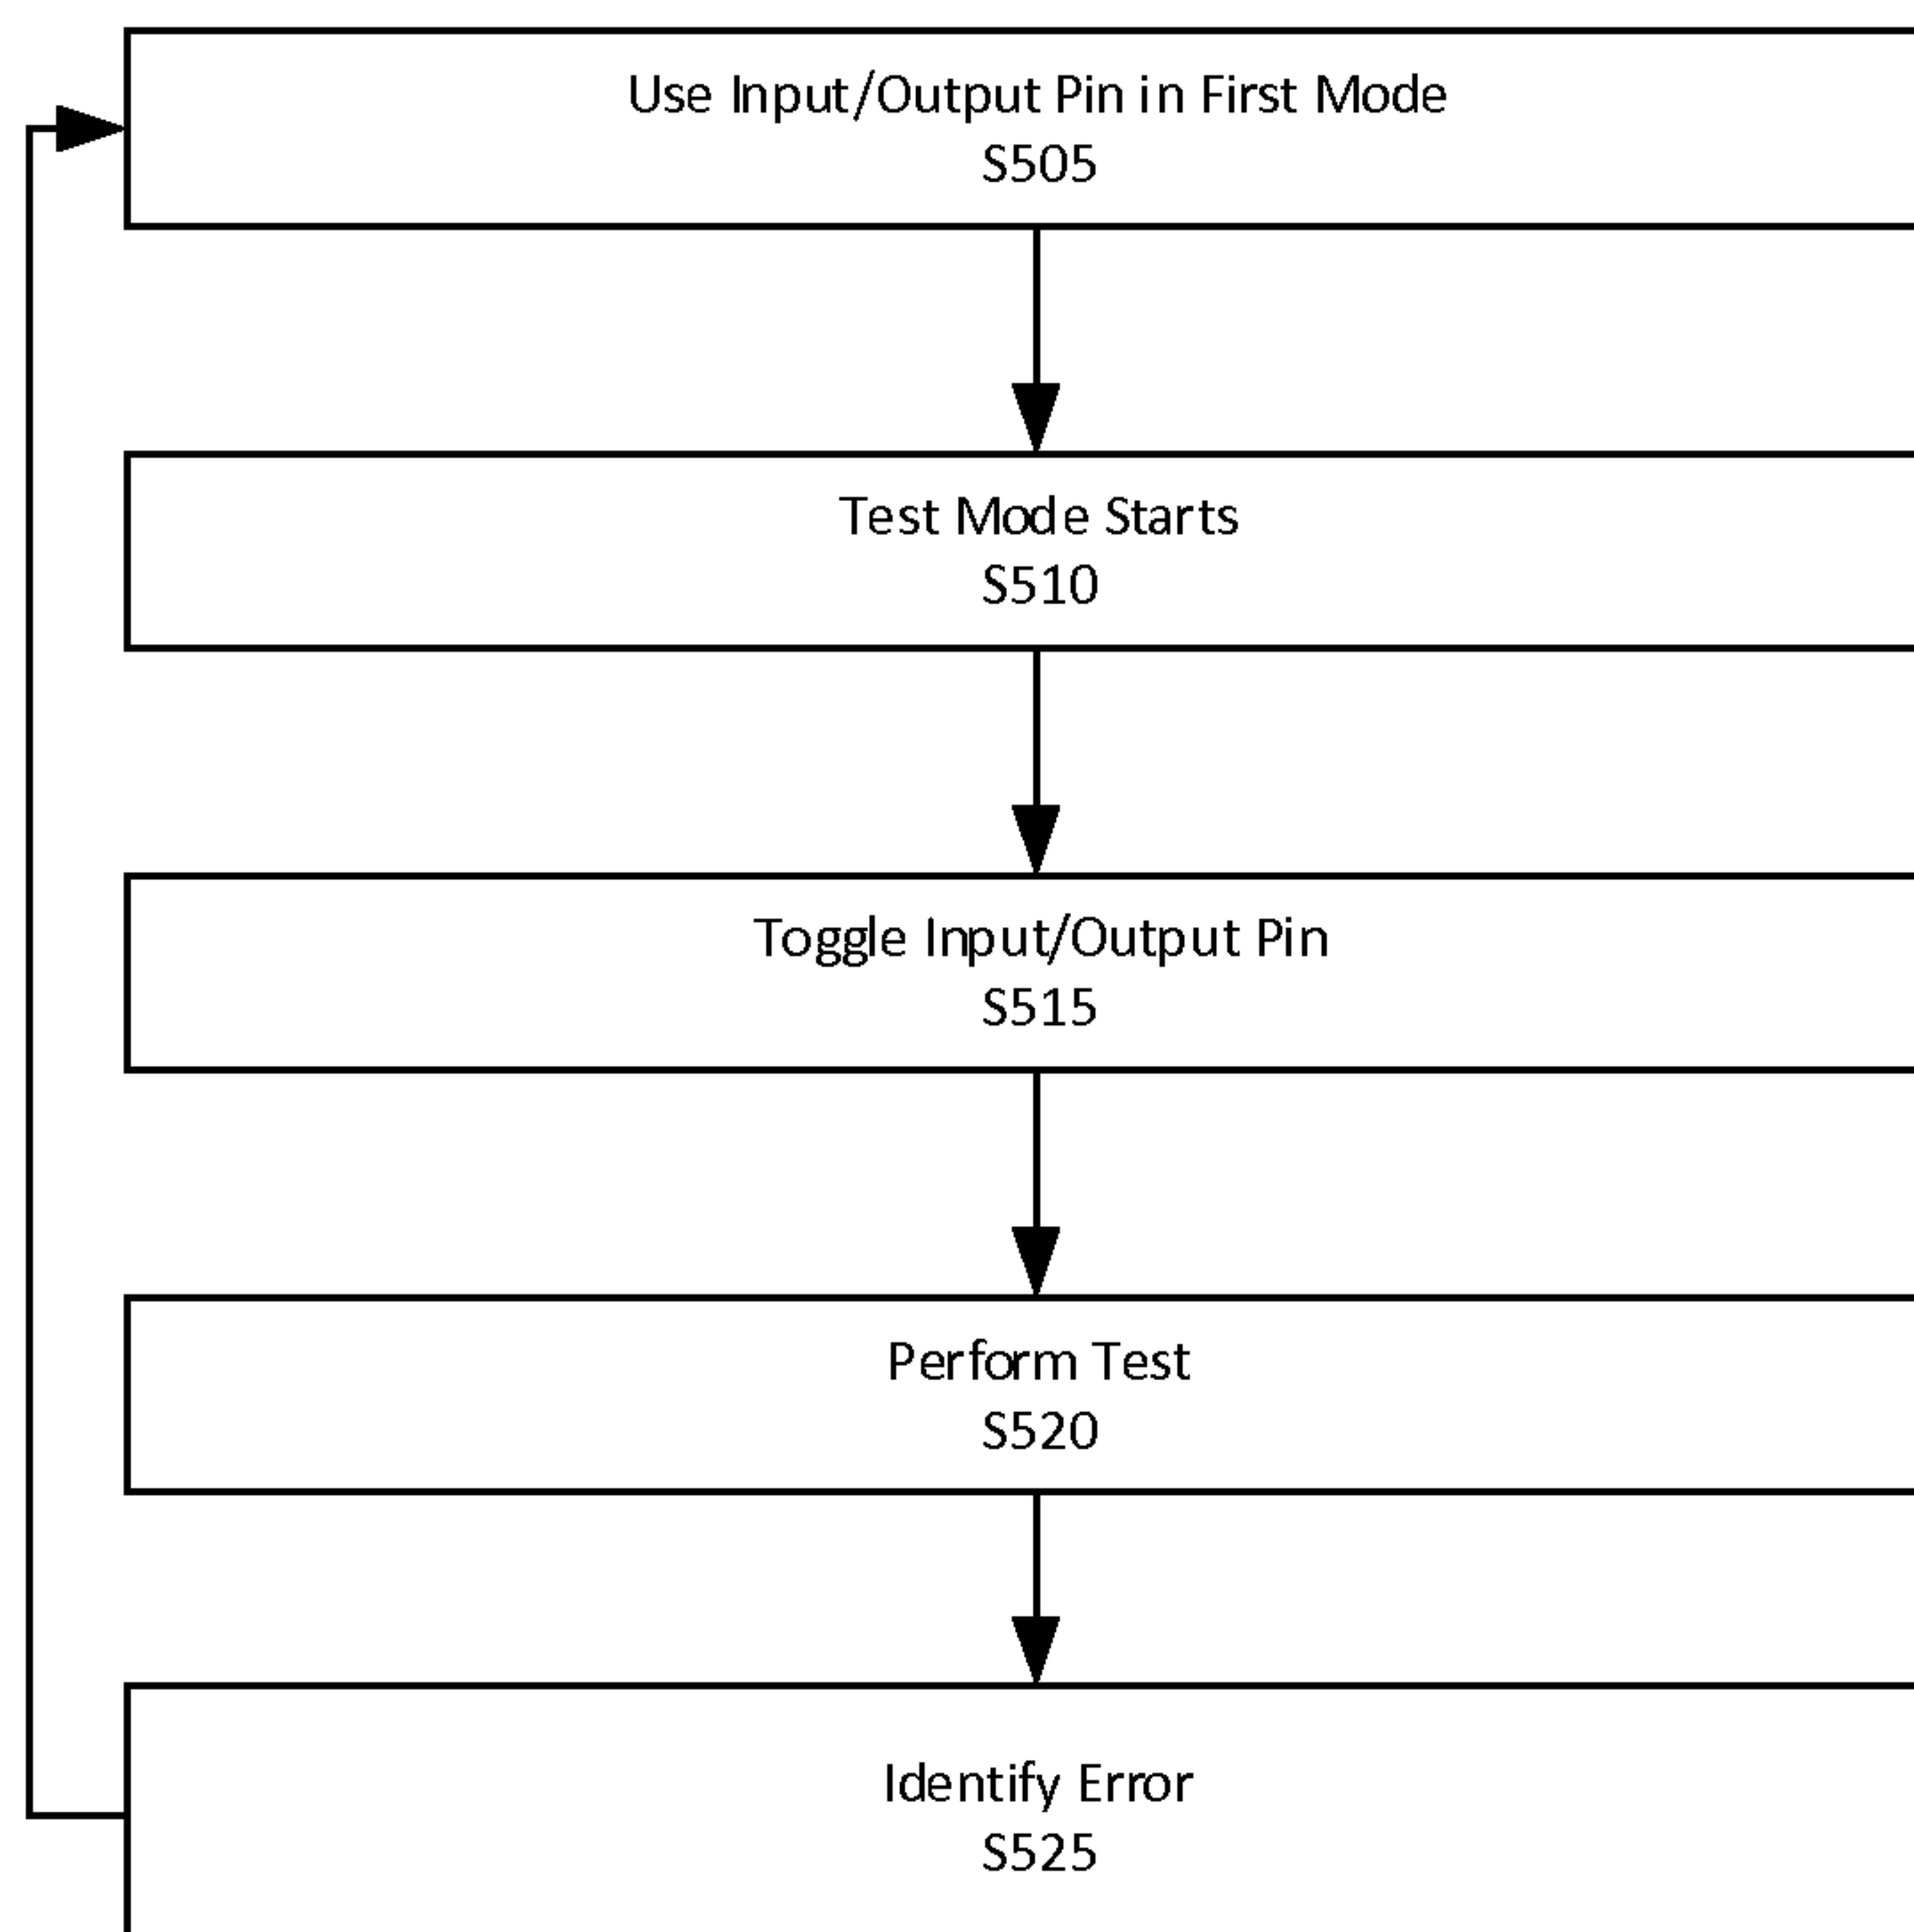 Use Input/Output Pin in First Mode
S505
Test Mode Starts
S510
Toggle Input/Output Pin
S515
Perform Test
S520
Identify Error
S525